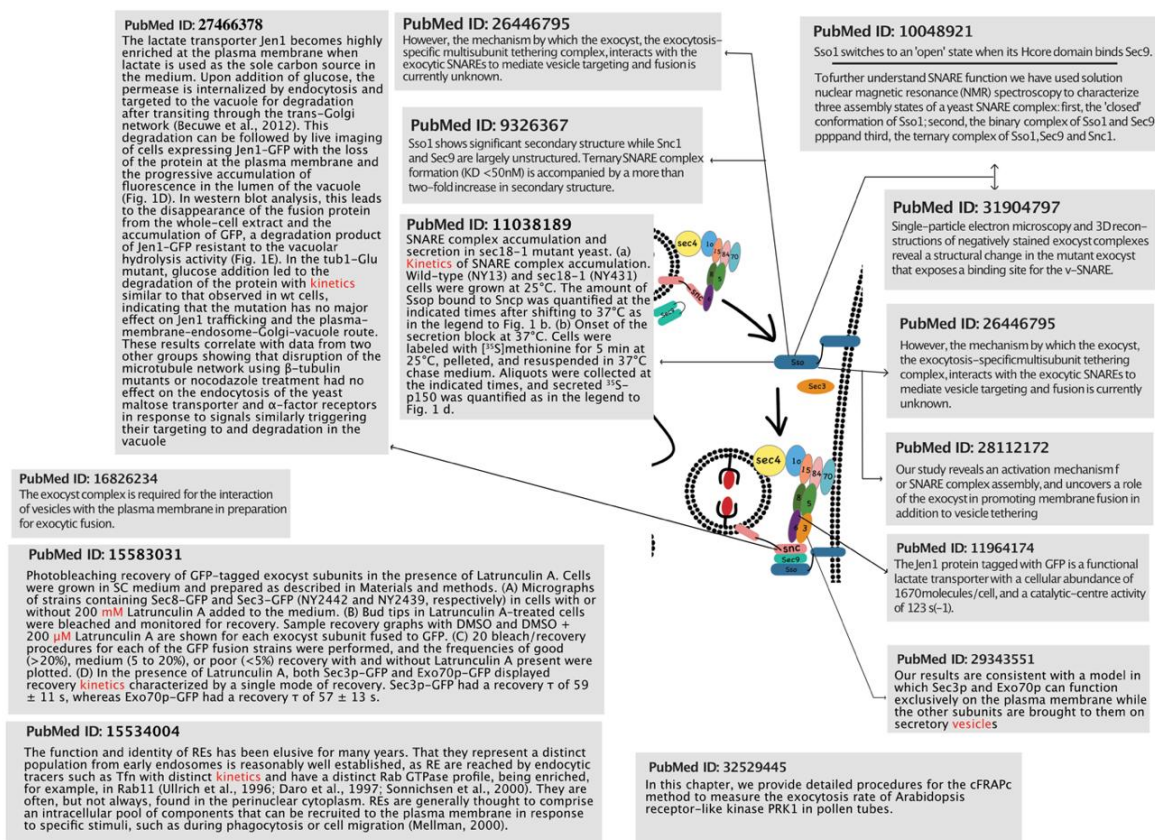 PubMed ID: 27466378
The lactate transporter Jen1 becomes highly
enriched at the plasma membrane when
lactate is used as the sole carbon source in
the medium. Upon addition of glucose, the
permease is internalized by endocytosis and
targeted to the vacuole for degradation
after transiting through the trans-Golgi
network (Becuwe et al., 2012). This
degradation can be followed by live imaging
of cells expressing Jen1-GFP with the loss
of the protein at the plasma membrane and
the progressive accumulation of
fluorescence in the lumen of the vacuole
(Fig. 1D). In western blot analysis, this leads
to the disappearance of the fusion protein
from the whole-cell extract and the
accumulation of GFP, a degradation product
of Jen1-GFP resistant to the vacuolar
hydrolysis activity (Fig. 1E). In the tub1-Glu
mutant, glucose addition led to the
degradation of the protein with kinetics
similar to that observed in wt cells,
indicating that the mutation has no major
effect on Jen1 trafficking and the plasma-
membrane-endosome-Golgi-vacuole route.
These results correlate with data from two
other groups showing that disruption of the
microtubule network using β-tubulin
mutants or nocodazole treatment had no
effect on the endocytosis of the yeast
maltose transporter and α-factor receptors
in response to signals similarly triggering
their targeting to and degradation in the
vacuole
PubMed ID: 26446795
However, the mechanism by which the exocyst, the exocytosis-
specific multisubunit tethering complex, interacts with the
exocytic SNAREs to mediate vesicle targeting and fusion is
currently unknown.
PubMed ID: 9326367
Sso1 shows significant secondary structure while Snc1
and Sec9 are largely unstructured. Ternary SNARE complex
formation (KD <50nM) is accompanied by a more than
two-fold increase in secondary structure.
PubMed ID: 11038189
SNARE complex accumulation and
secretion in sec18-1 mutant yeast. (a)
Kinetics of SNARE complex accumulation.
Wild-type (NY13) and sec18-1 (NY431)
cells were grown at 25°C. The amount of
Ssop bound to Sncp was quantified at the
indicated times after shifting to 37°C as
in the legend to Fig. 1 b. (b) Onset of the
secretion block at 37°C. Cells were
labeled with [³⁵S]methionine for 5 min at
25°C, pelleted, and resuspended in 37°C
chase medium. Aliquots were collected at
the indicated times, and secreted ³⁵S-
p150 was quantified as in the legend to
Fig. 1 d.
PubMed ID: 10048921
Sso1 switches to an 'open' state when its Hcore domain binds Sec9.
To further understand SNARE function we have used solution
nuclear magnetic resonance (NMR) spectroscopy to characterize
three assembly states of a yeast SNARE complex: first, the 'closed'
conformation of Sso1; second, the binary complex of Sso1 and Sec9
ppppand third, the ternary complex of Sso1, Sec9 and Snc1.
PubMed ID: 31904797
Single-particle electron microscopy and 3D recon-
structions of negatively stained exocyst complexes
reveal a structural change in the mutant exocyst
that exposes a binding site for the v-SNARE.
PubMed ID: 26446795
However, the mechanism by which the exocyst,
the exocytosis-specificmultisubunit tethering
complex, interacts with the exocytic SNAREs to
mediate vesicle targeting and fusion is currently
unknown.
PubMed ID: 28112172
Our study reveals an activation mechanism f
or SNARE complex assembly, and uncovers a role
of the exocyst in promoting membrane fusion in
addition to vesicle tethering
PubMed ID: 11964174
The Jen1 protein tagged with GFP is a functional
lactate transporter with a cellular abundance of
1670molecules/cell, and a catalytic-centre activity
of 123 s(-1).
PubMed ID: 29343551
Our results are consistent with a model in
which Sec3p and Exo70p can function
exclusively on the plasma membrane while
the other subunits are brought to them on
secretory vesicles
sec4
10
15
84
70
8
5
6
snc
Sec9
Sso
Sec3
sec4
10
15
84
70
8
5
6
3
snc
Sec9
Sso
PubMed ID: 16826234
The exocyst complex is required for the interaction
of vesicles with the plasma membrane in preparation
for exocytic fusion.
PubMed ID: 15583031
Photobleaching recovery of GFP-tagged exocyst subunits in the presence of Latrunculin A. Cells
were grown in SC medium and prepared as described in Materials and methods. (A) Micrographs
of strains containing Sec8-GFP and Sec3-GFP (NY2442 and NY2439, respectively) in cells with or
without 200 mM Latrunculin A added to the medium. (B) Bud tips in Latrunculin A-treated cells
were bleached and monitored for recovery. Sample recovery graphs with DMSO and DMSO +
200 μM Latrunculin A are shown for each exocyst subunit fused to GFP. (C) 20 bleach/recovery
procedures for each of the GFP fusion strains were performed, and the frequencies of good
(>20%), medium (5 to 20%), or poor (<5%) recovery with and without Latrunculin A present were
plotted. (D) In the presence of Latrunculin A, both Sec3p-GFP and Exo70p-GFP displayed
recovery kinetics characterized by a single mode of recovery. Sec3p-GFP had a recovery τ of 59
± 11 s, whereas Exo70p-GFP had a recovery τ of 57 ± 13 s.
PubMed ID: 15534004
The function and identity of REs has been elusive for many years. That they represent a distinct
population from early endosomes is reasonably well established, as RE are reached by endocytic
tracers such as Tfn with distinct kinetics and have a distinct Rab GTPase profile, being enriched,
for example, in Rab11 (Ullrich et al., 1996; Daro et al., 1997; Sonnichsen et al., 2000). They are
often, but not always, found in the perinuclear cytoplasm. REs are generally thought to comprise
an intracellular pool of components that can be recruited to the plasma membrane in response
to specific stimuli, such as during phagocytosis or cell migration (Mellman, 2000).
PubMed ID: 32529445
In this chapter, we provide detailed procedures for the cFRAPc
method to measure the exocytosis rate of Arabidopsis
receptor-like kinase PRK1 in pollen tubes.